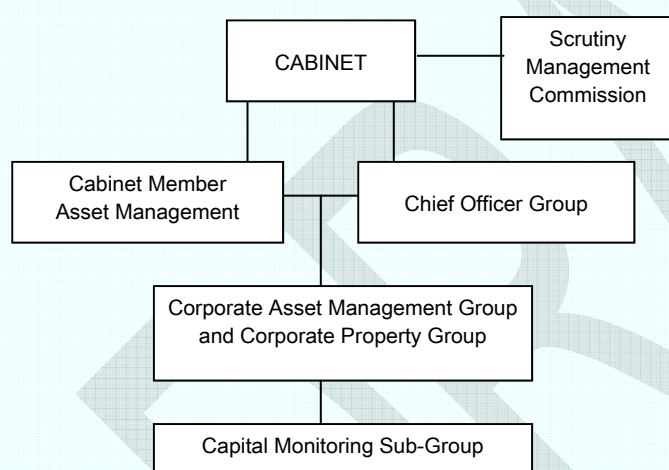 CABINET
Scrutiny
Management
Commission
Cabinet Member
Asset Management
Chief Officer Group
Corporate Asset Management Group
and Corporate Property Group
Capital Monitoring Sub-Group